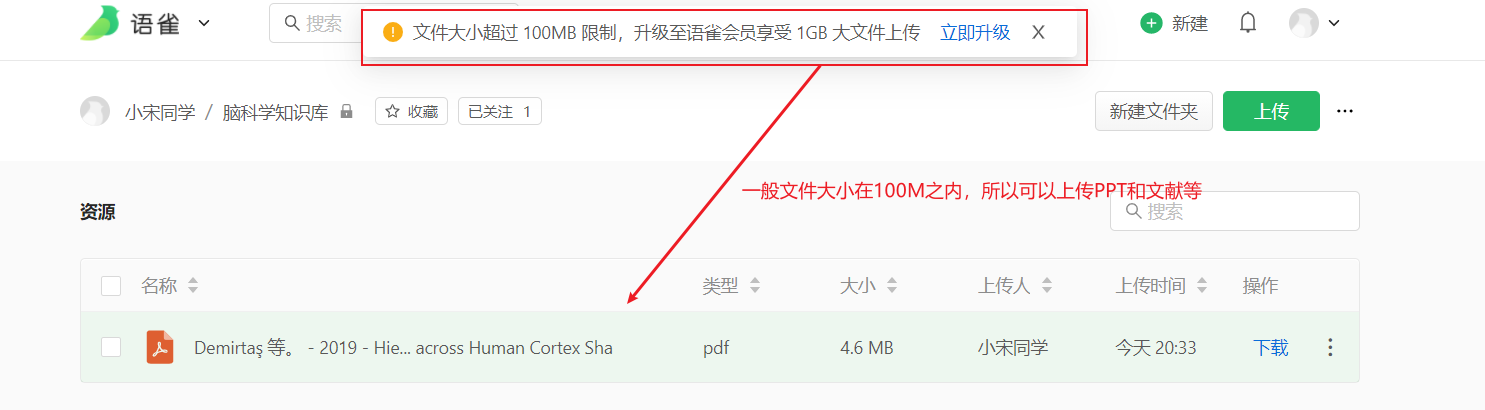 语雀
搜索
文件大小超过 100MB 限制，升级至语雀会员享受 1GB 大文件上传 立即升级 X
新建
小宋同学 / 脑科学知识库
收藏
已关注 1
新建文件夹
上传
一般文件大小在100M之内，所以可以上传PPT和文献等
资源
搜索
名称 类型 大小 上传人 上传时间 操作
Demirtaş 等。 - 2019 - Hie... across Human Cortex Sha pdf 4.6 MB 小宋同学 今天 20:33 下载